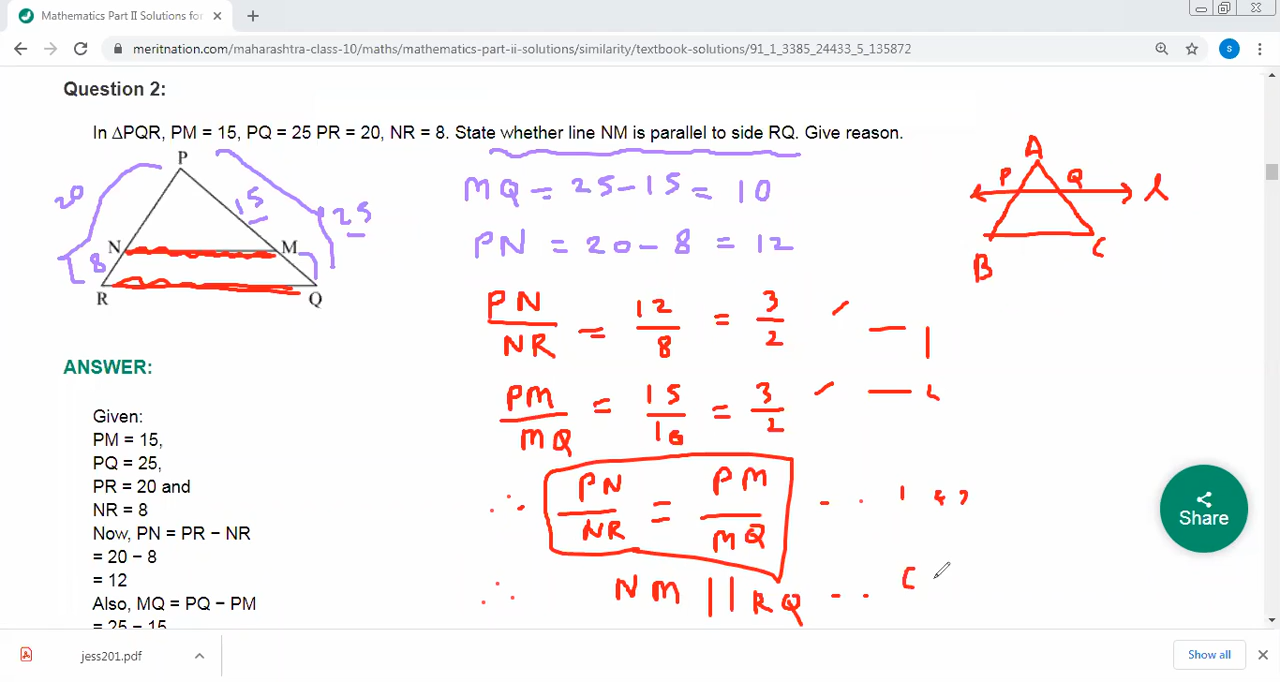 Mathematics Part II Solutions for
meritnation.com/maharashtra-class-10/maths/mathematics-part-ii-solutions/similarity/textbook-solutions/91_1_3385_24433_5_135872
S
Question 2:
In ΔPQR, PM = 15, PQ = 25 PR = 20, NR = 8. State whether line NM is parallel to side RQ. Give reason.
P
20
15
25
N
M
8
R
Q
MQ = 25-15 = 10
PN = 20-8 = 12
A
P
Q
l
B
C
PN/NR = 12/8 = 3/2 — 1
PM/MQ = 15/10 = 3/2 —
∴ PN/NR = PM/MQ - . 1 &
∴ NM || RQ - . (
ANSWER:
Given:
PM = 15,
PQ = 25,
PR = 20 and
NR = 8
Now, PN = PR − NR
= 20 − 8
= 12
Also, MQ = PQ − PM
= 25 − 15
Share
jess201.pdf
Show all